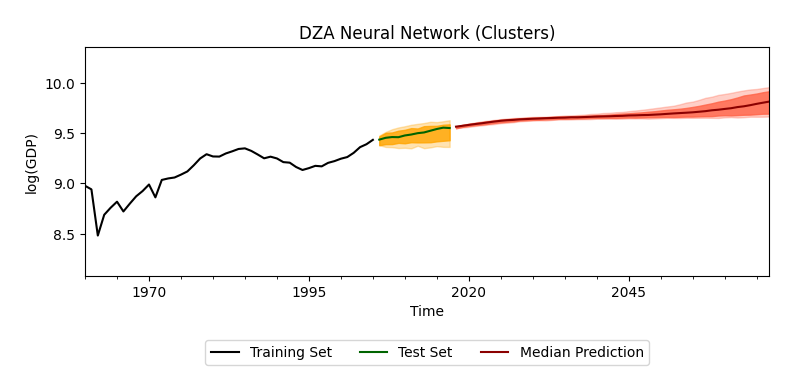 DZA Neural Network (Clusters)
10.0
9.5
9.0
8.5
log(GDP)
1970 1995 2020 2045
Time
Training Set Test Set Median Prediction